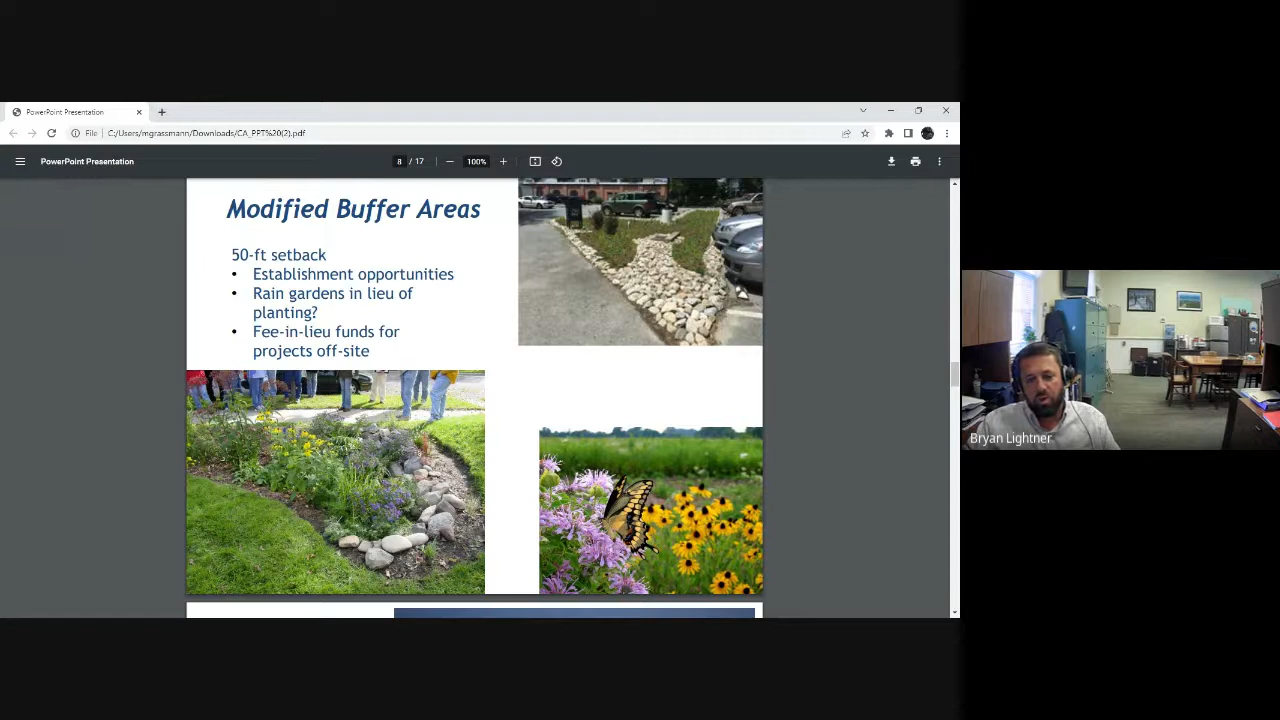 PowerPoint Presentation
File
C:/Users/mgrassmann/Downloads/CA_PPT%20(2).pdf
PowerPoint Presentation
8 / 17
100%
Modified Buffer Areas
50-ft setback
• Establishment opportunities
• Rain gardens in lieu of
planting?
• Fee-in-lieu funds for
projects off-site
Bryan Lightner